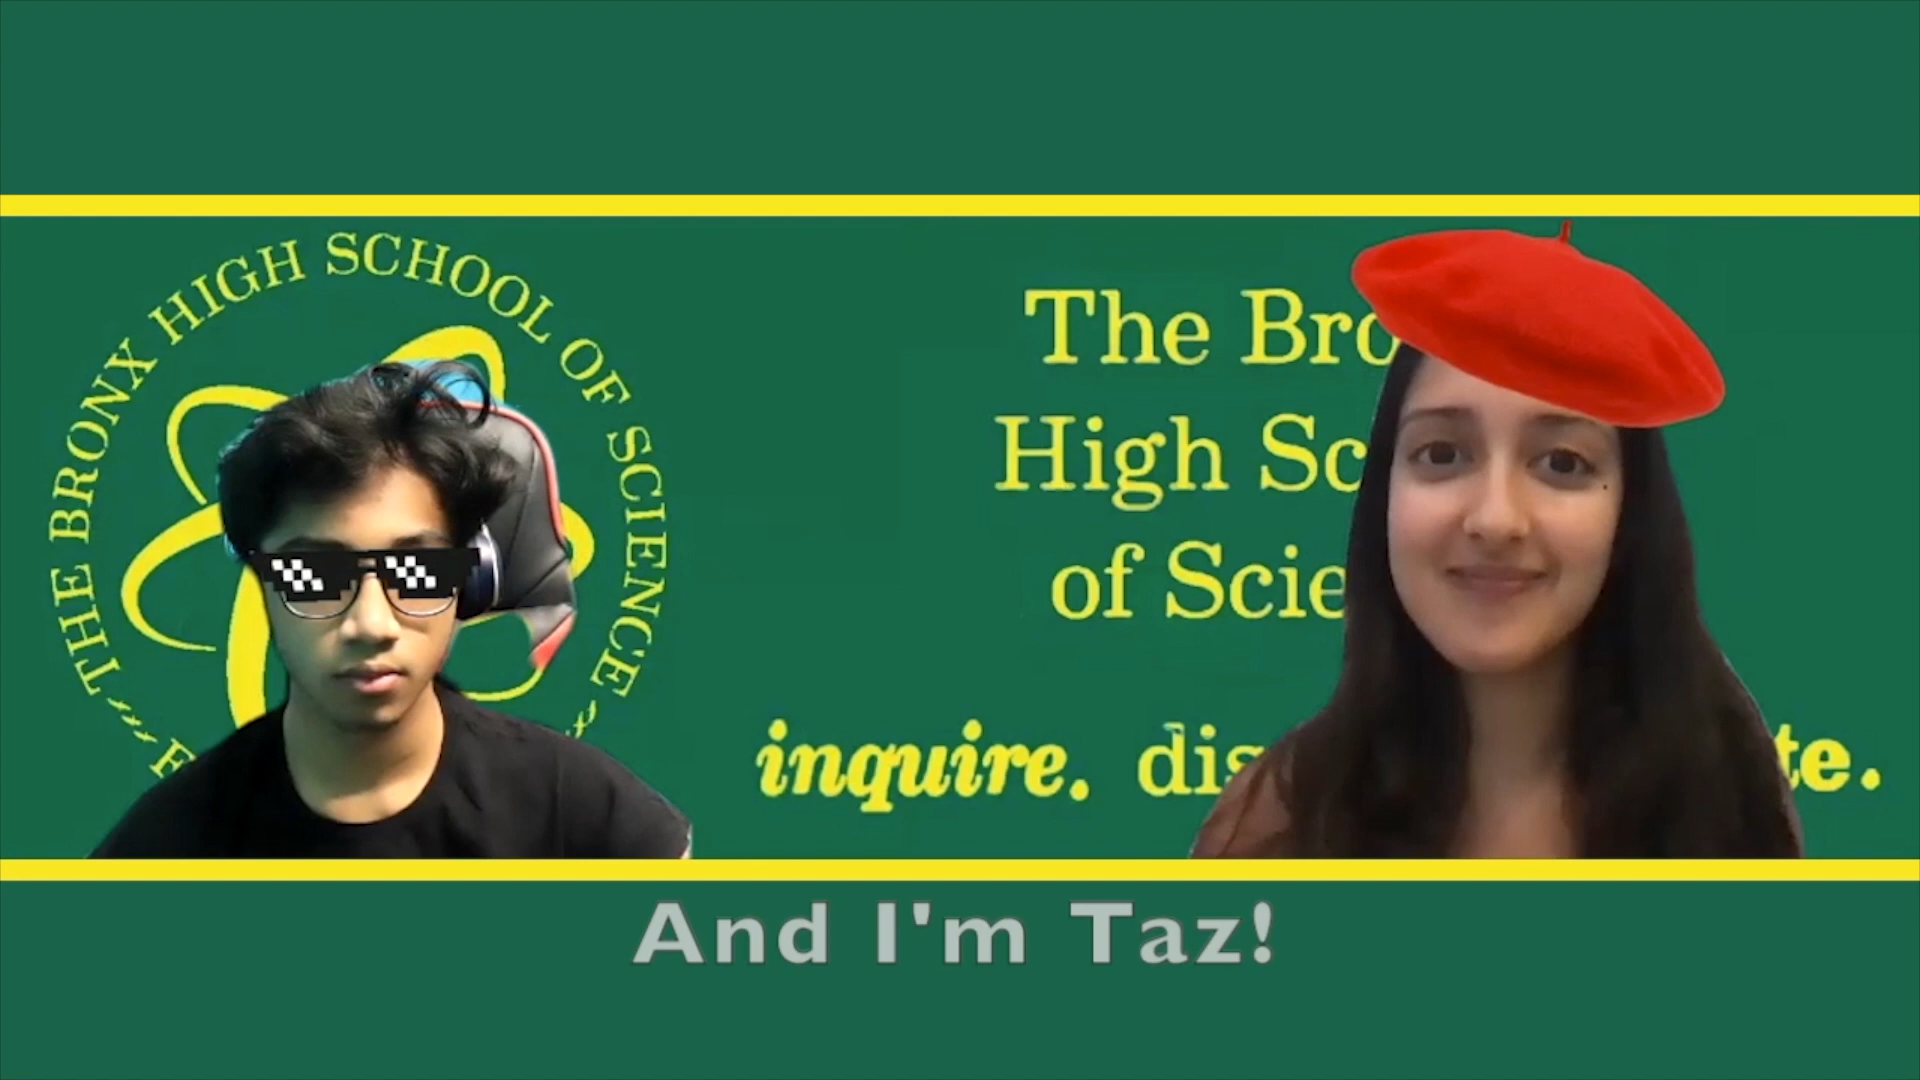 THE BRONX HIGH SCHOOL OF SCIENCE
The Bro
High Sc
of Scie
inquire. dis te.
And I'm Taz!